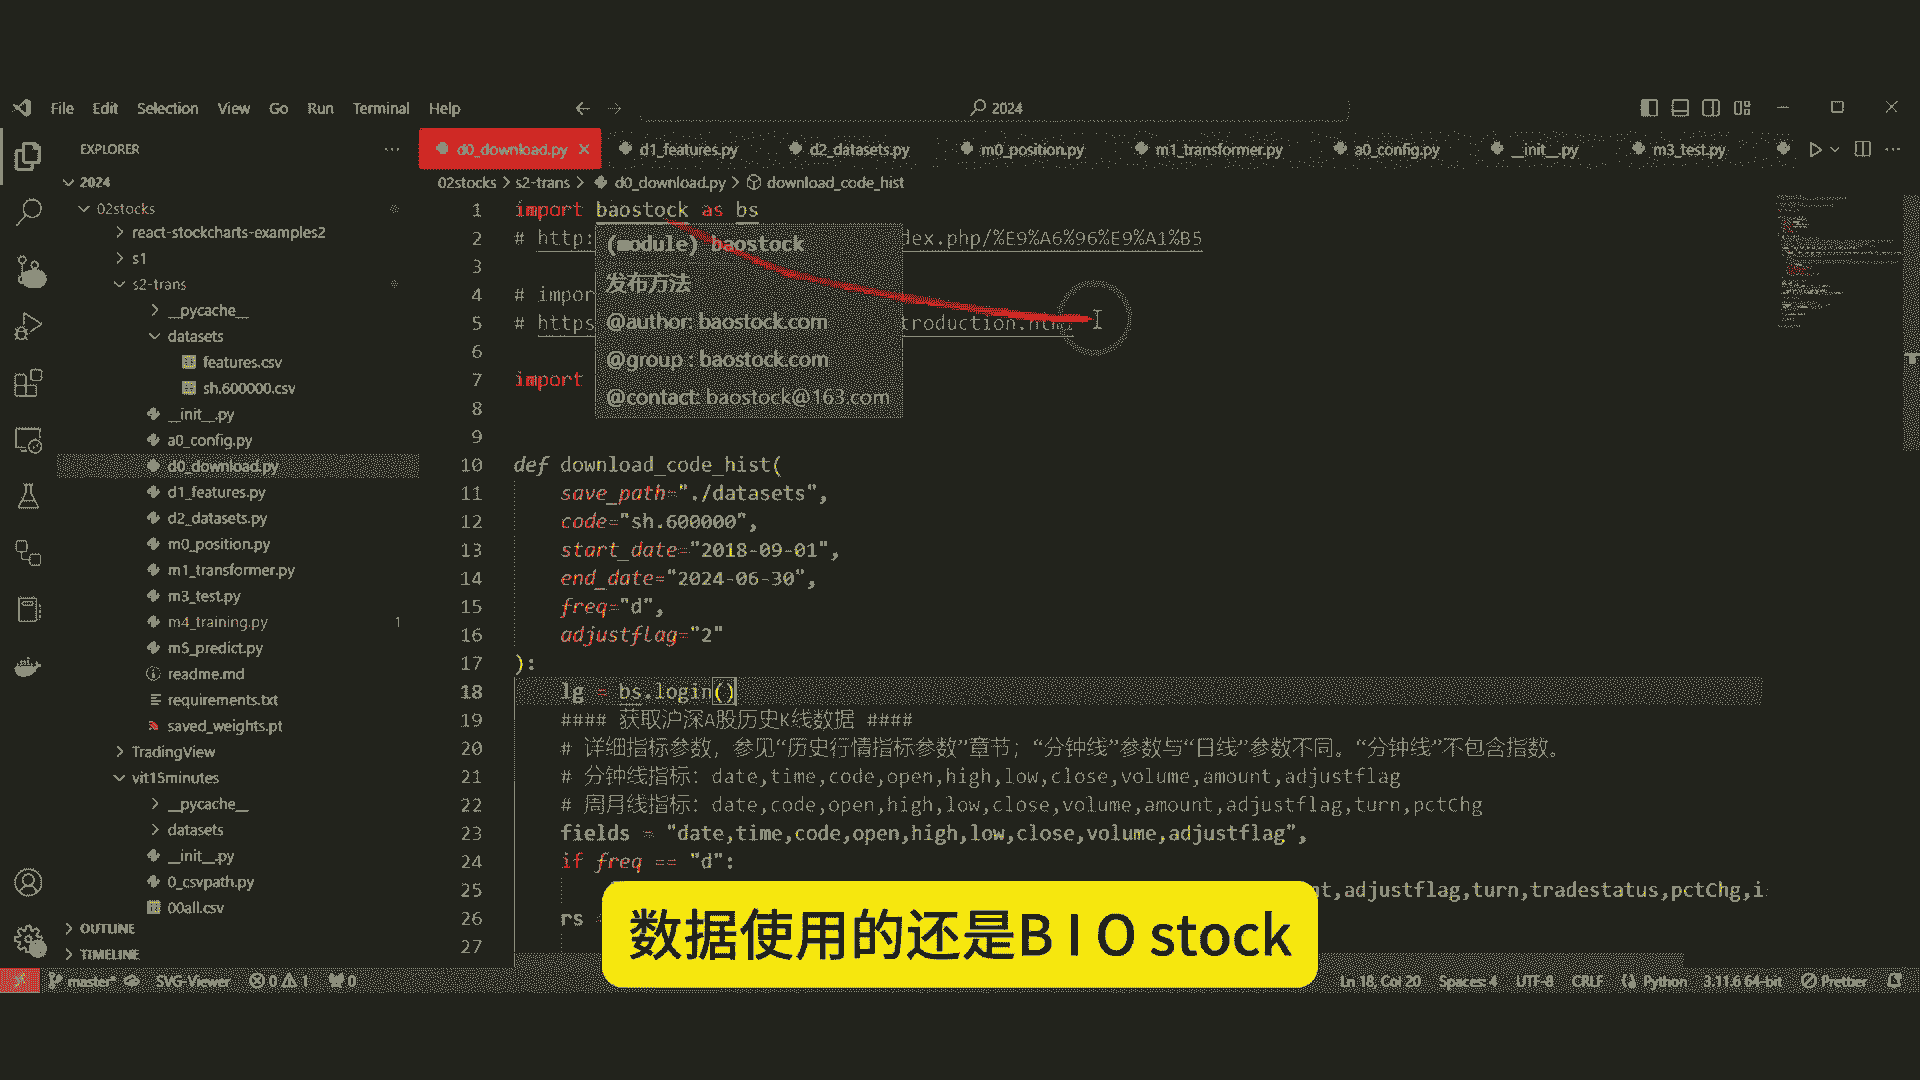 File Edit Selection View Go Run Terminal Help
2024
EXPLORER
d0_download.py
d1_features.py
d2_datasets.py
m0_position.py
m1_transformer.py
a0_config.py
__init__.py
m3_test.py
02stocks > s2-trans > d0_download.py > download_code_hist
2024
02stocks
react-stockcharts-examples2
s1
s2-trans
__pycache__
datasets
features.csv
sh.600000.csv
__init__.py
a0_config.py
d0_download.py
d1_features.py
d2_datasets.py
m0_position.py
m1_transformer.py
m3_test.py
m4_training.py 1
m5_predict.py
readme.md
requirements.txt
saved_weights.pt
TradingView
vit15minutes
__pycache__
datasets
__init__.py
0_csvpath.py
00all.csv
OUTLINE
TIMELINE
1 import baostock as bs
2 # http: dex.php/%E9%A6%96%E9%A1%B5
3
4 # impor
5 # https troduction.html
6
7 import
8
9
10 def download_code_hist(
11 save_path="./datasets",
12 code="sh.600000",
13 start_date="2018-09-01",
14 end_date="2024-06-30",
15 freq="d",
16 adjustflag="2"
17 ):
18 lg = bs.login()
19 #### 获取沪深A股历史K线数据 ####
20 # 详细指标参数，参见“历史行情指标参数”章节；“分钟线”参数与“日线”参数不同。“分钟线”不包含指数。
21 # 分钟线指标：date,time,code,open,high,low,close,volume,amount,adjustflag
22 # 周月线指标：date,code,open,high,low,close,volume,amount,adjustflag,turn,pctChg
23 fields = "date,time,code,open,high,low,close,volume,adjustflag",
24 if freq == "d":
25 nt,adjustflag,turn,tradestatus,pctChg,i
26 rs
27
(module) baostock
发布方法
@author: baostock.com
@group : baostock.com
@contact: baostock@163.com
数据使用的还是B I O stock
master* SVG-Viewer 0 1 0
Ln 18, Col 20 Spaces: 4 UTF-8 CRLF Python 3.11.6 64-bit Prettier